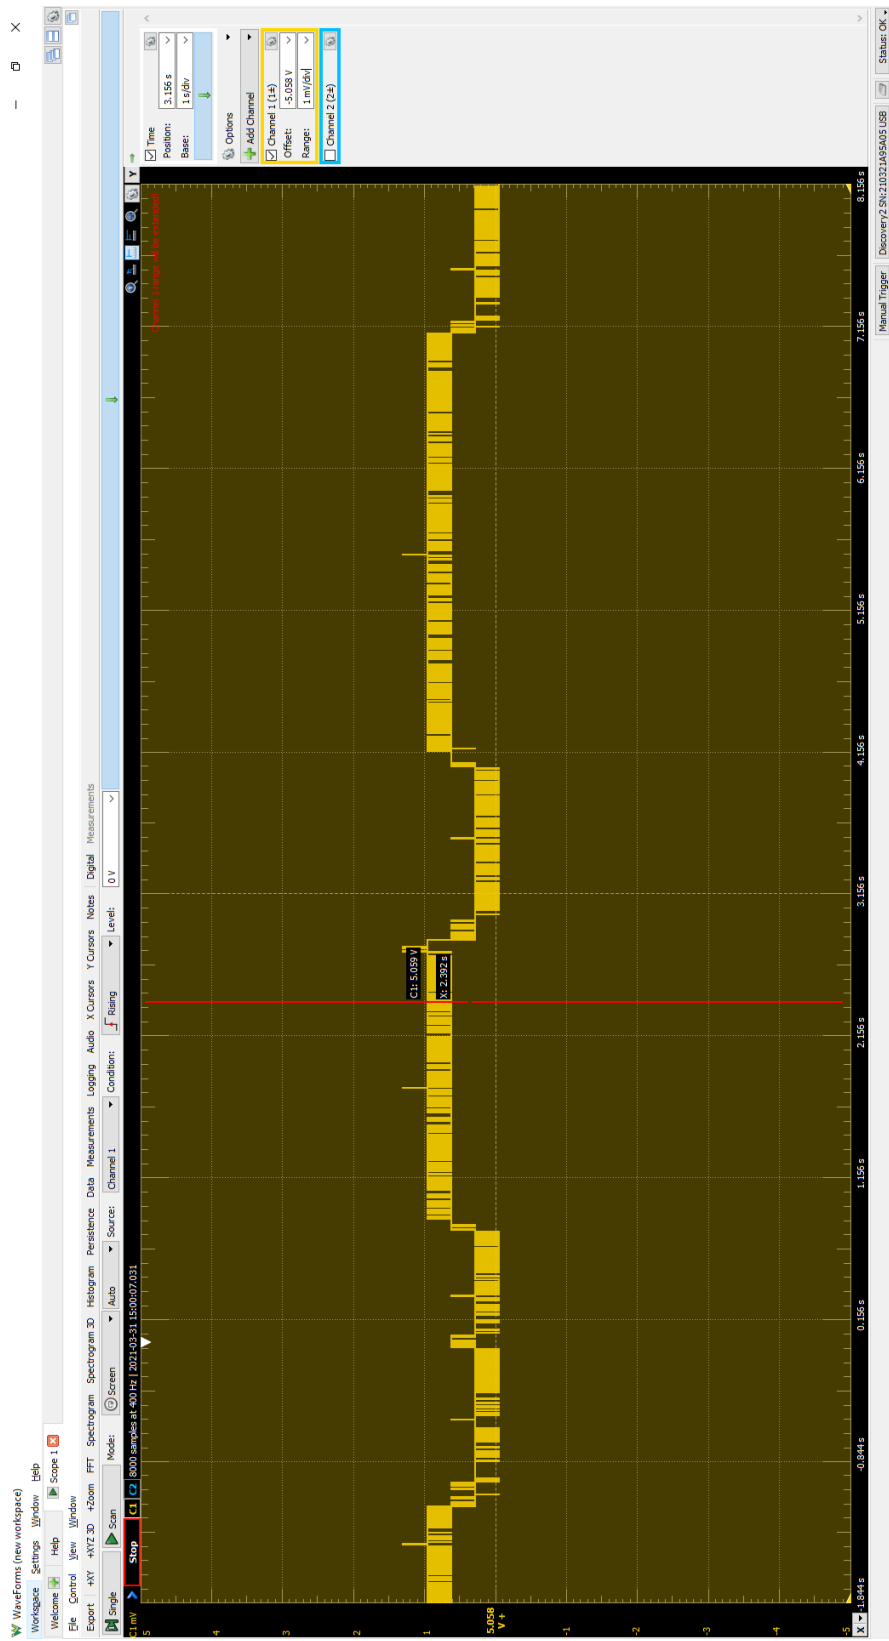 WaveForms (new workspace)
Workspace Settings Window Help
Welcome Help Scope 1
File Control View Window
Export +XY +XYZ 3D +Zoom FFT Spectrogram Spectrogram 3D Histogram Persistence Data Measurements Logging Audio X Cursors Y Cursors Notes Digital Measurements
Single Scan Mode: Screen Auto Source: Channel 1 Condition: Rising Level: 0 V
Stop C1 C2 8000 samples at 400 Hz | 2021-03-31 15:00:07.031
Y
C1 mV
Channel 1 range will be extended!
5
4
3
2
1
5.058
V
-1
-2
-3
-4
-5
C1: 5.059 V
X: 2.392 s
X
-1.844 s -0.844 s 0.156 s 1.156 s 2.156 s 3.156 s 4.156 s 5.156 s 6.156 s 7.156 s 8.156 s
Time
Position: 3.156 s
Base: 1 s/div
Options
Add Channel
Channel 1 (1±)
Offset: -5.058 V
Range: 1 mV/div
Channel 2 (2±)
Manual Trigger Discovery2 SN:210321A95A05 USB Status: OK